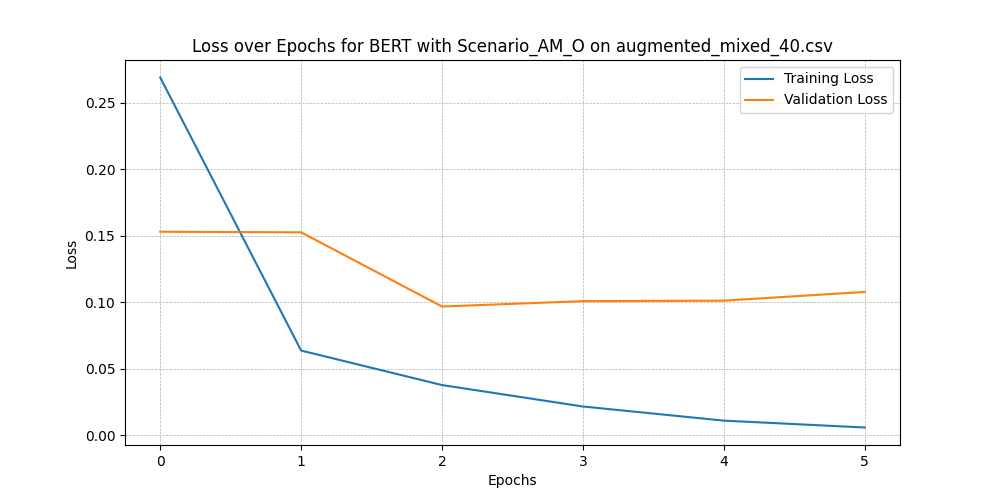 Loss over Epochs for BERT with Scenario_AM_O on augmented_mixed_40.csv
Training Loss
Validation Loss
Loss
0.25
0.20
0.15
0.10
0.05
0.00
0 1 2 3 4 5
Epochs